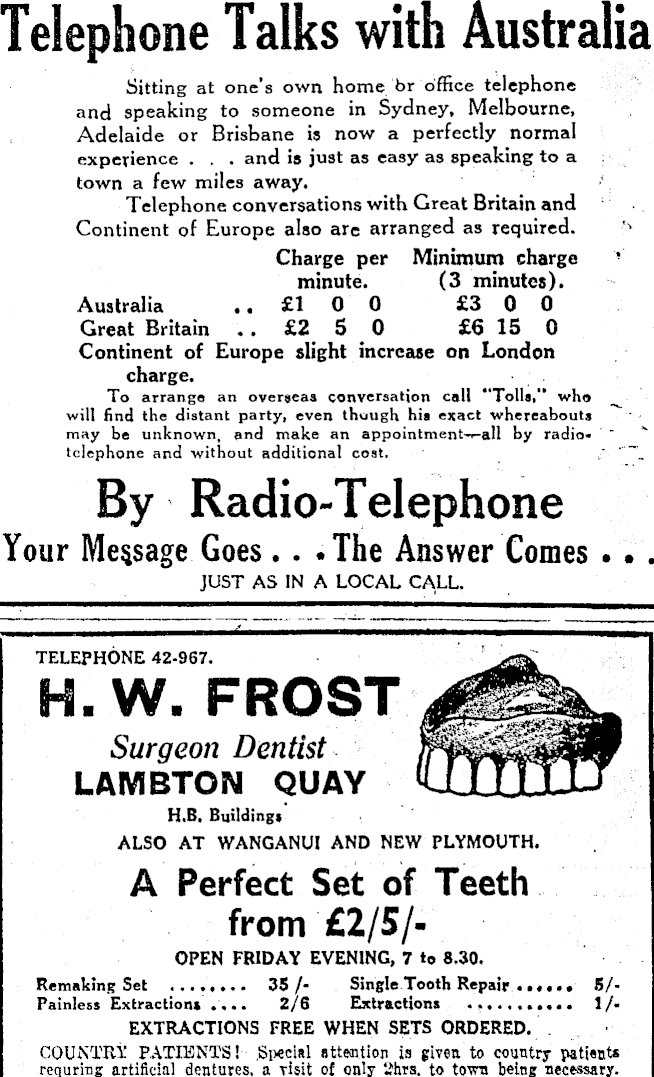 Telephone Talks with Australia
Sitting at one's own home or office telephone
and speaking to someone in Sydney, Melbourne,
Adelaide or Brisbane is now a perfectly normal
experience . . . and is just as easy as speaking to a
town a few miles away.
Telephone conversations with Great Britain and
Continent of Europe also are arranged as required.
Charge per Minimum charge
minute. (3 minutes).
Australia .. £1 0 0 £3 0 0
Great Britain .. £2 5 0 £6 15 0
Continent of Europe slight increase on London
charge.
To arrange an overseas conversation call "Tolls," who
will find the distant party, even though his exact whereabouts
may be unknown, and make an appointment—all by radio-
telephone and without additional cost.
By Radio-Telephone
Your Message Goes . . . The Answer Comes . . .
JUST AS IN A LOCAL CALL.
TELEPHONE 42-967.
H. W. FROST
Surgeon Dentist
LAMBTON QUAY
H.B. Buildings
ALSO AT WANGANUI AND NEW PLYMOUTH.
A Perfect Set of Teeth
from £2/5/-
OPEN FRIDAY EVENING, 7 to 8.30.
Remaking Set ........ 35/- Single Tooth Repair ...... 5/-
Painless Extractions .... 2/6 Extractions ........... 1/-
EXTRACTIONS FREE WHEN SETS ORDERED.
COUNTRY PATIENTS! Special attention is given to country patients
requring artificial dentures, a visit of only 2hrs. to town being necessary.